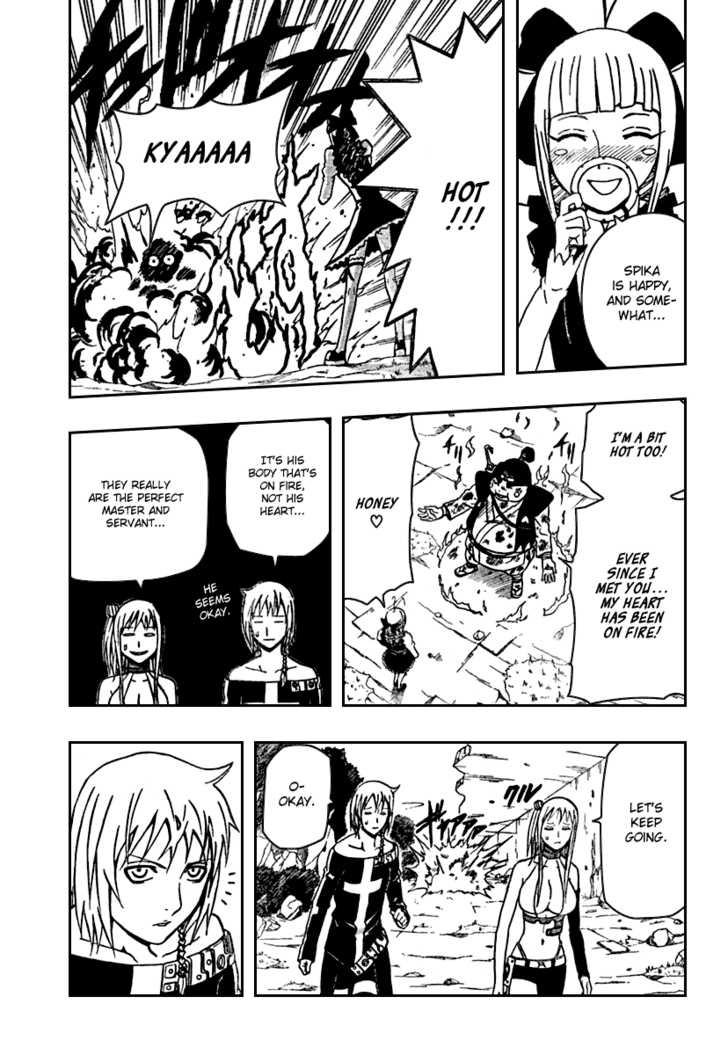 SPIKA
IS HAPPY,
AND SOME-
WHAT...
HOT
!!!
KYAAAAA
I'M A BIT
HOT TOO!
EVER
SINCE I
MET YOU...
MY HEART
HAS BEEN
ON FIRE!
HONEY
♡
IT'S HIS
BODY THAT'S
ON FIRE,
NOT HIS
HEART...
HE
SEEMS
OKAY.
THEY REALLY
ARE THE PERFECT
MASTER AND
SERVANT...
LET'S
KEEP
GOING.
O-
OKAY.